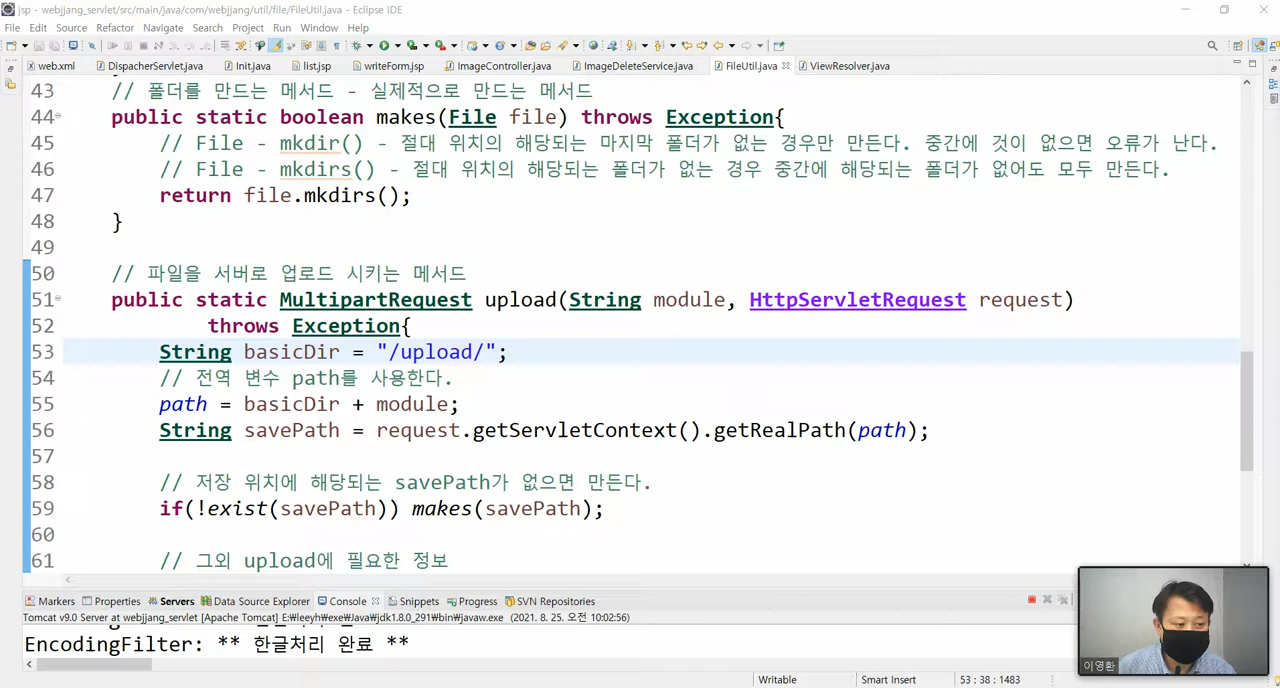 jsp - webjjang_servlet/src/main/java/com/webjjang/util/file/FileUtil.java - Eclipse IDE
File Edit Source Refactor Navigate Search Project Run Window Help
web.xml DispacherServlet.java Init.java list.jsp writeForm.jsp ImageController.java ImageDeleteService.java FileUtil.java ViewResolver.java
43 // 폴더를 만드는 메서드 - 실제적으로 만드는 메서드
44 public static boolean makes(File file) throws Exception{
45 // File - mkdir() - 절대 위치의 해당되는 마지막 폴더가 없는 경우만 만든다. 중간에 것이 없으면 오류가 난다.
46 // File - mkdirs() - 절대 위치의 해당되는 폴더가 없는 경우 중간에 해당되는 폴더가 없어도 모두 만든다.
47 return file.mkdirs();
48 }
49
50 // 파일을 서버로 업로드 시키는 메서드
51 public static MultipartRequest upload(String module, HttpServletRequest request)
52 throws Exception{
53 String basicDir = "/upload/";
54 // 전역 변수 path를 사용한다.
55 path = basicDir + module;
56 String savePath = request.getServletContext().getRealPath(path);
57
58 // 저장 위치에 해당되는 savePath가 없으면 만든다.
59 if(!exist(savePath)) makes(savePath);
60
61 // 그외 upload에 필요한 정보
Markers Properties Servers Data Source Explorer Console Snippets Progress SVN Repositories
Tomcat v9.0 Server at webjjang_servlet [Apache Tomcat] E:₩leeyh₩exe₩Java₩jdk1.8.0_291₩bin₩javaw.exe (2021. 8. 25. 오전 10:02:56)
EncodingFilter: ** 한글처리 완료 **
이영환
Writable Smart Insert 53 : 38 : 1483